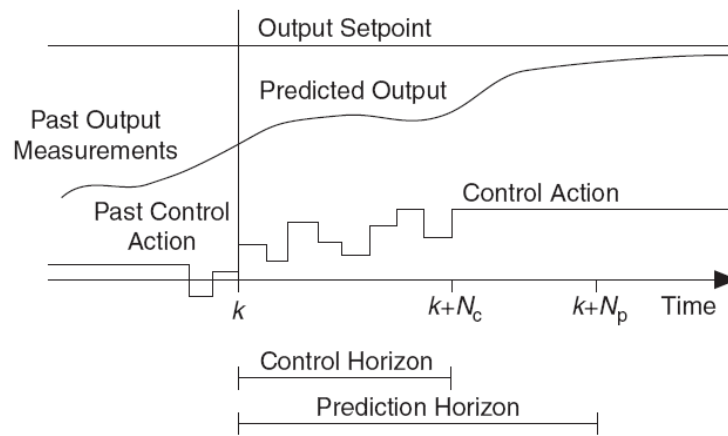 Output Setpoint
Predicted Output
Past Output
Measurements
Control Action
Past Control
Action
k
k+Nc
k+Np
Time
Control Horizon
Prediction Horizon